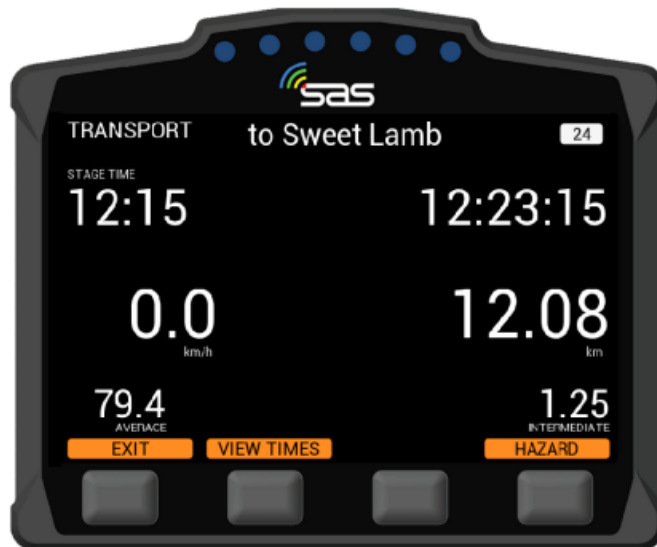 sas
TRANSPORT to Sweet Lamb 24
STAGE TIME
12:15 12:23:15
0.0 12.08
km/h km
79.4 1.25
AVERAGE INTERMEDIATE
EXIT VIEW TIMES HAZARD